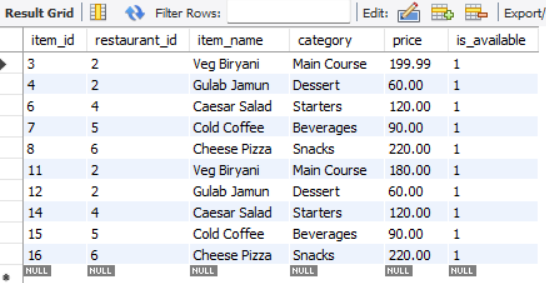 Result Grid Filter Rows: Edit: Export/
item_id restaurant_id item_name category price is_available
3 2 Veg Biryani Main Course 199.99 1
4 2 Gulab Jamun Dessert 60.00 1
6 4 Caesar Salad Starters 120.00 1
7 5 Cold Coffee Beverages 90.00 1
8 6 Cheese Pizza Snacks 220.00 1
11 2 Veg Biryani Main Course 180.00 1
12 2 Gulab Jamun Dessert 60.00 1
14 4 Caesar Salad Starters 120.00 1
15 5 Cold Coffee Beverages 90.00 1
16 6 Cheese Pizza Snacks 220.00 1
NULL NULL NULL NULL NULL NULL